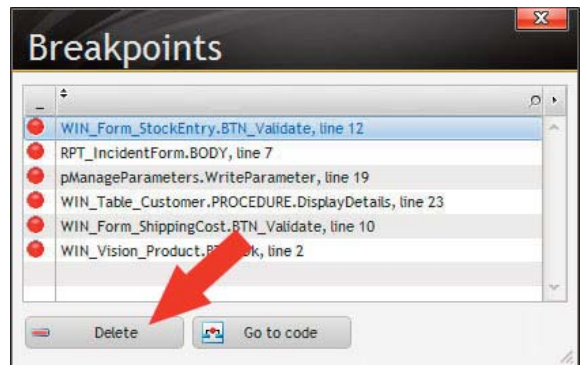 Breakpoints
WIN_Form_StockEntry.BTN_Validate, line 12
RPT_IncidentForm.BODY, line 7
pManageParameters.WriteParameter, line 19
WIN_Table_Customer.PROCEDURE.DisplayDetails, line 23
WIN_Form_ShippingCost.BTN_Validate, line 10
WIN_Vision_Product. line 2
Delete
Go to code